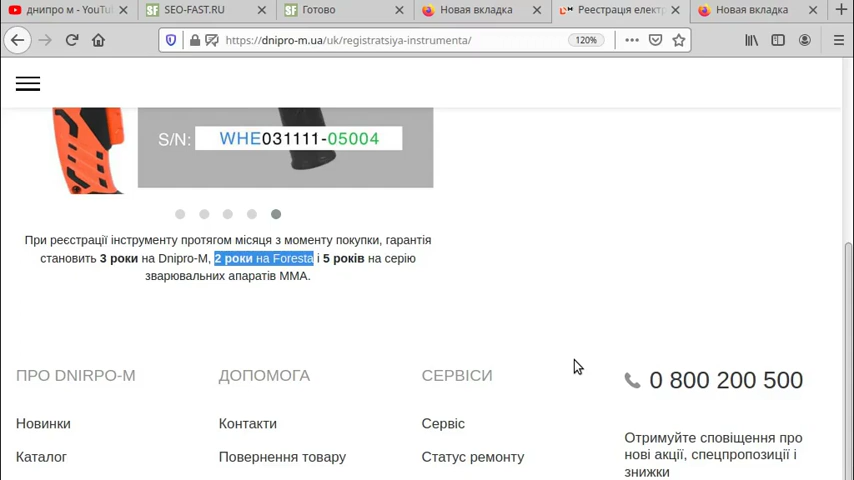 днипро м - YouTu
SEO-FAST.RU
Готово
Новая вкладка
Реєстрація елект
Новая вкладка
https://dnipro-m.ua/uk/registratsiya-instrumenta/
120%
S/N: WHE031111-05004
При реєстрації інструменту протягом місяця з моменту покупки, гарантія
становить 3 роки на Dnipro-M, 2 роки на Foresta і 5 років на серію
зварювальних апаратів ММА.
ПРО DNIRPO-M
ДОПОМОГА
СЕРВІСИ
0 800 200 500
Новинки
Контакти
Сервіс
Отримуйте сповіщення про
нові акції, спецпропозиції і
знижки
Каталог
Повернення товару
Статус ремонту